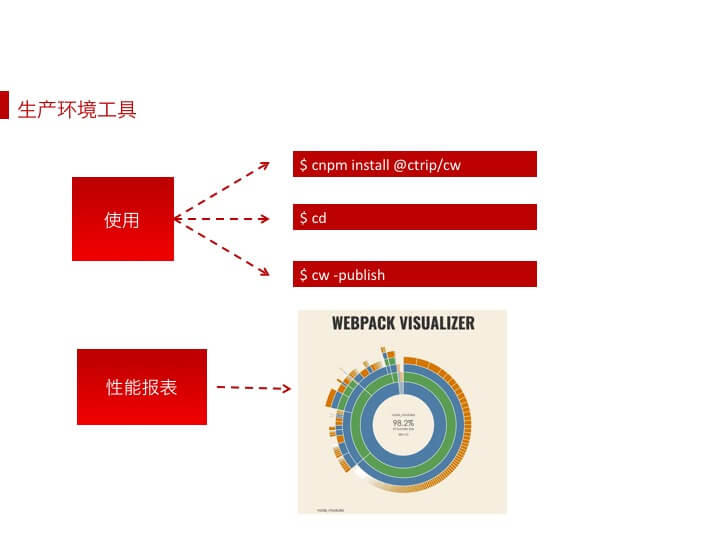 生产环境工具
使用
$ cnpm install @ctrip/cw
$ cd
$ cw -publish
性能报表
WEBPACK VISUALIZER
node_modules
98.2%
node_modules